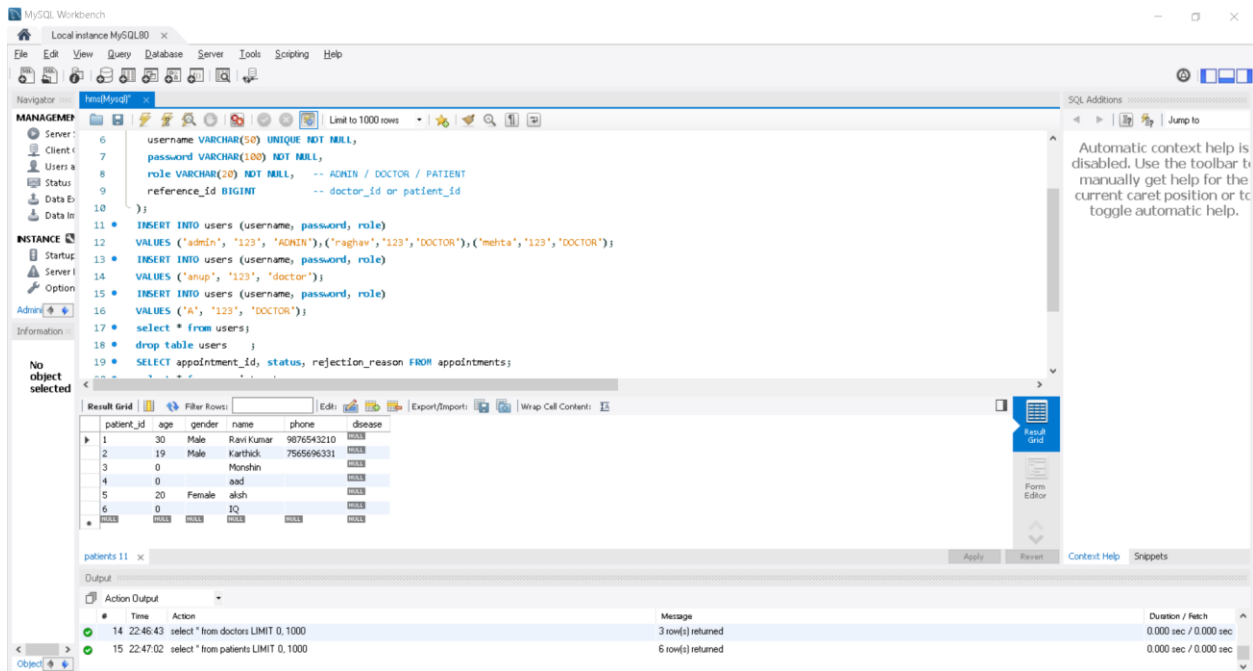 MySQL Workbench
Local instance MySQL80
File Edit View Query Database Server Tools Scripting Help
Navigator
MANAGEMEN
Server
Client
Users a
Status
Data
Data
INSTANCE
Startup
Server
Option
Admini
Information
No
object
selected
Object
hms(Mysql)*
Limit to 1000 rows
6 username VARCHAR(50) UNIQUE NOT NULL,
7 password VARCHAR(100) NOT NULL,
8 role VARCHAR(20) NOT NULL, -- ADMIN / DOCTOR / PATIENT
9 reference_id BIGINT -- doctor_id or patient_id
10 );
11 INSERT INTO users (username, password, role)
12 VALUES ('admin', '123', 'ADMIN'),('raghaw','123','DOCTOR'),('mehta','123','DOCTOR');
13 INSERT INTO users (username, password, role)
14 VALUES ('anup', '123', 'doctor');
15 INSERT INTO users (username, password, role)
16 VALUES ('A', '123', 'DOCTOR');
17 select * from users;
18 drop table users ;
19 SELECT appointment_id, status, rejection_reason FROM appointments;
Result Grid Filter Rows: Edit: Export/Import: Wrap Cell Content:
patient_id age gender name phone disease
1 30 Male Ravi Kumar 9876543210 NULL
2 19 Male Karthick 7565696331 NULL
3 0 Monshin NULL
4 0 aad NULL
5 20 Female aksh NULL
6 0 IQ NULL
NULL NULL NULL NULL NULL NULL
Result
Grid
Form
Editor
patients 11
Apply Revert
Output
Action Output
# Time Action Message Duration / Fetch
14 22:46:43 select * from doctors LIMIT 0, 1000 3 row(s) returned 0.000 sec / 0.000 sec
15 22:47:02 select * from patients LIMIT 0, 1000 6 row(s) returned 0.000 sec / 0.000 sec
SQL Additions
Jump to
Automatic context help is
disabled. Use the toolbar to
manually get help for the
current caret position or to
toggle automatic help.
Context Help Snippets